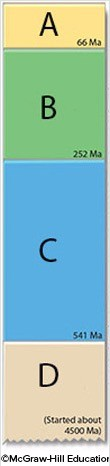 A
66 Ma
B
252 Ma
C
541 Ma
D
(Started about
4500 Ma)
©McGraw-Hill Education